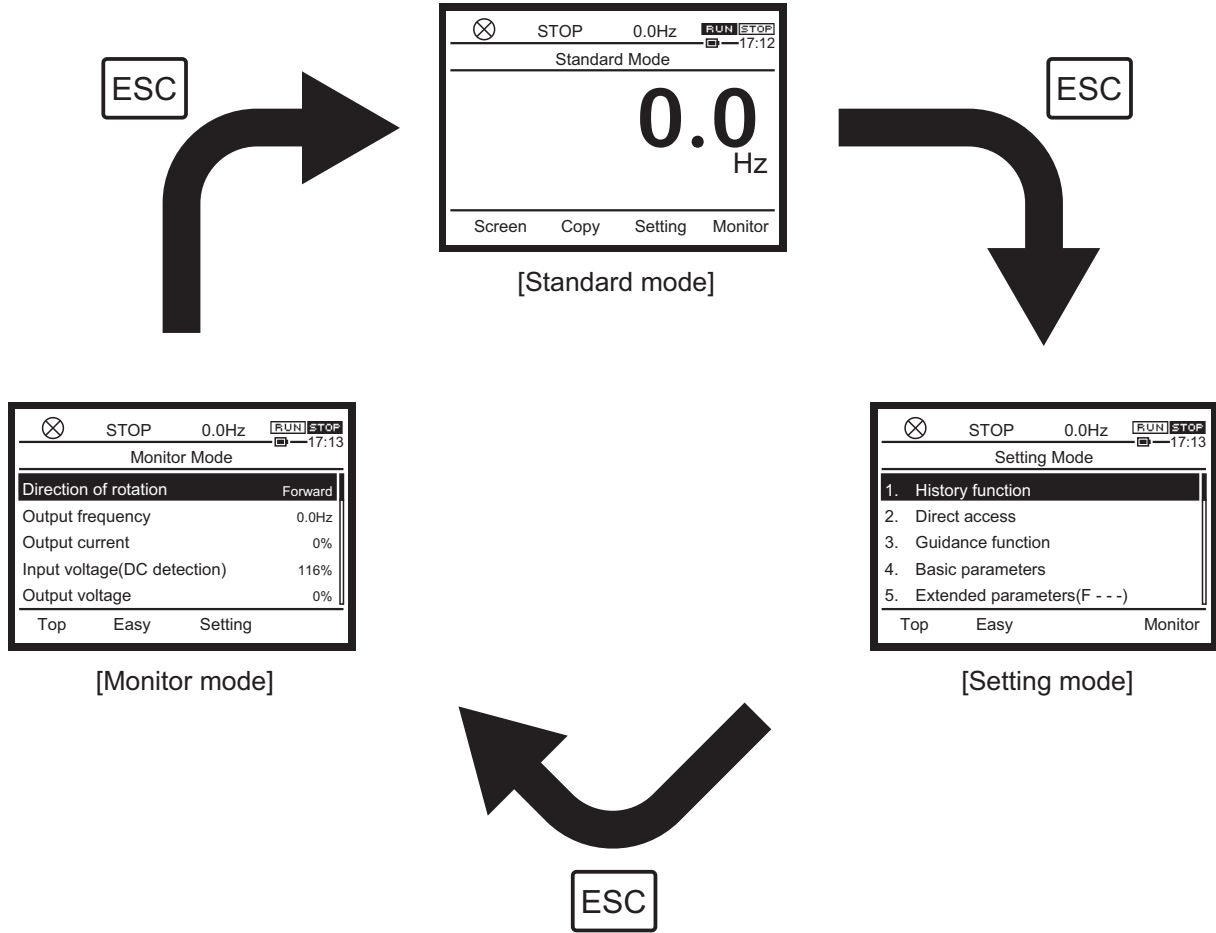 STOP 0.0Hz RUN STOP
17:12
Standard Mode
0.0
Hz
Screen Copy Setting Monitor
[Standard mode]
ESC
ESC
STOP 0.0Hz RUN STOP
17:13
Monitor Mode
Direction of rotation Forward
Output frequency 0.0Hz
Output current 0%
Input voltage(DC detection) 116%
Output voltage 0%
Top Easy Setting
[Monitor mode]
STOP 0.0Hz RUN STOP
17:13
Setting Mode
1. History function
2. Direct access
3. Guidance function
4. Basic parameters
5. Extended parameters(F - - -)
Top Easy Monitor
[Setting mode]
ESC